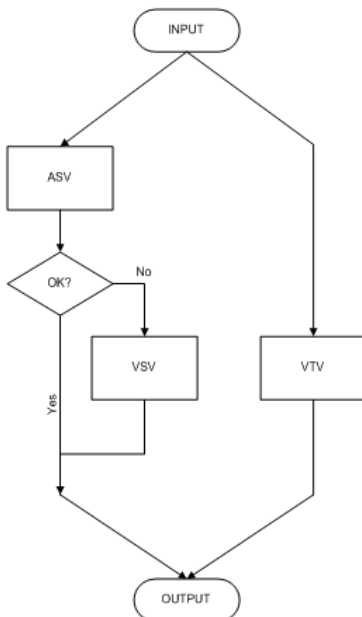 INPUT
ASV
OK?
No
VSV
VTV
Yes
OUTPUT